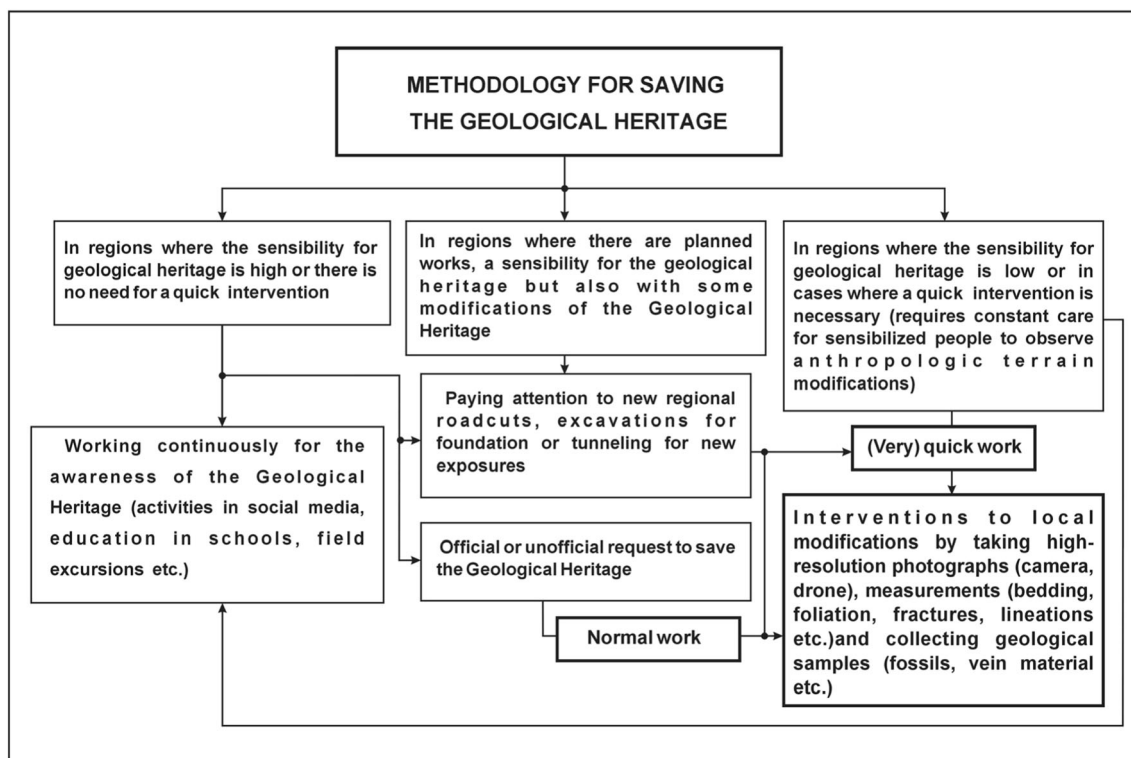 METHODOLOGY FOR SAVING
THE GEOLOGICAL HERITAGE
In regions where the sensibility for
geological heritage is high or there is
no need for a quick intervention
In regions where there are planned
works, a sensibility for the geological
heritage but also with some
modifications of the Geological
Heritage
In regions where the sensibility for
geological heritage is low or in
cases where a quick intervention is
necessary (requires constant care
for sensibilized people to observe
anthropologic terrain
modifications)
Working continuously for the
awareness of the Geological
Heritage (activities in social media,
education in schools, field
excursions etc.)
Paying attention to new regional
roadcuts, excavations for
foundation or tunneling for new
exposures
Official or unofficial request to save
the Geological Heritage
Normal work
(Very) quick work
Interventions to local
modifications by taking high-
resolution photographs (camera,
drone), measurements (bedding,
foliation, fractures, lineations
etc.)and collecting geological
samples (fossils, vein material
etc.)